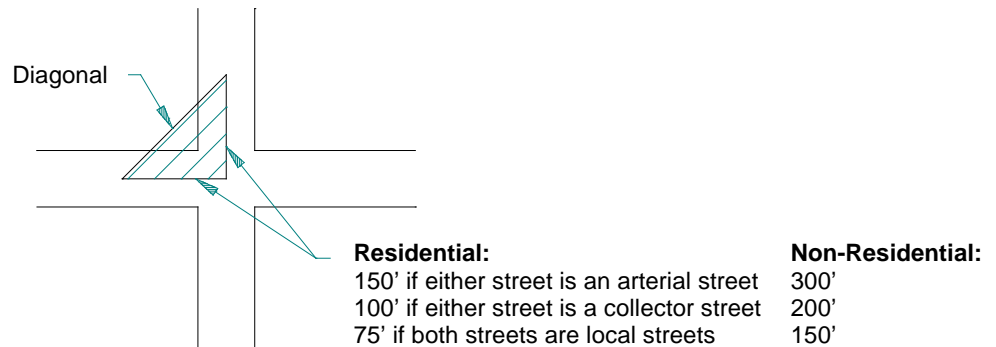 Diagonal
Residential: Non-Residential:
150’ if either street is an arterial street 300’
100’ if either street is a collector street 200’
75’ if both streets are local streets 150’